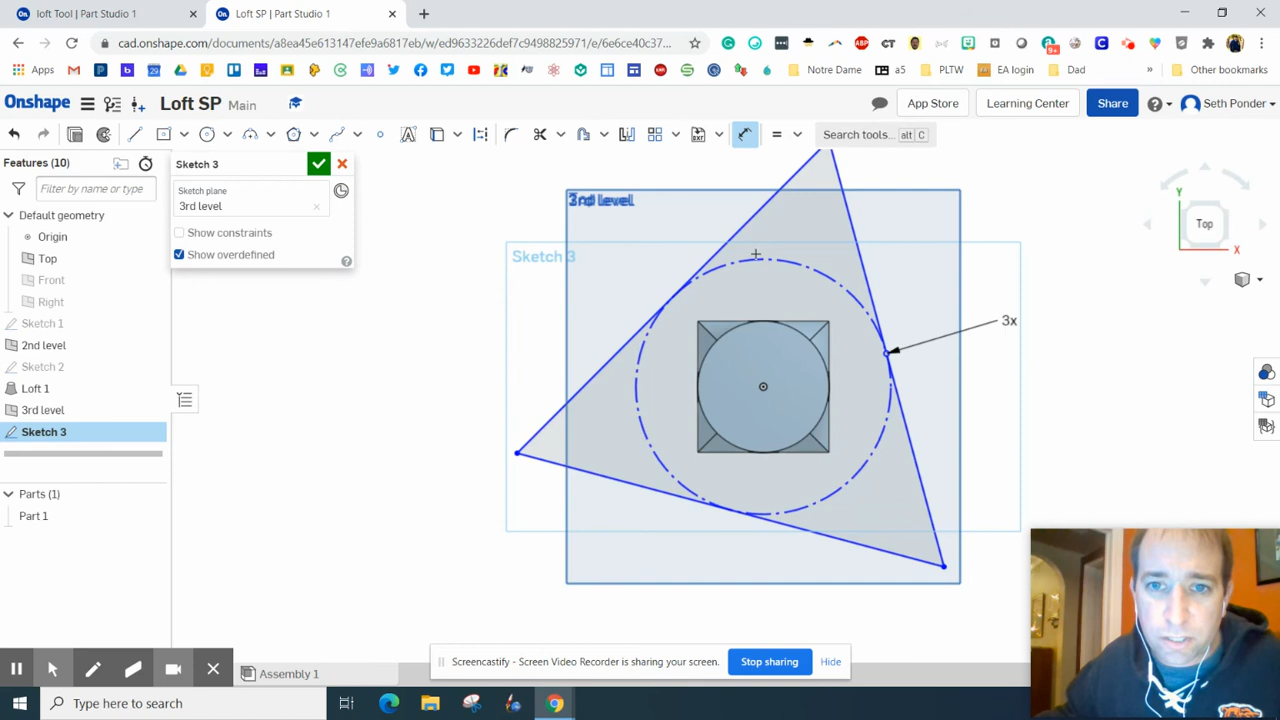 loft Tool | Part Studio 1
Loft SP | Part Studio 1
cad.onshape.com/documents/a8ea45e613147fe9a6817eb/w/ed9633226def7c9498825971/e/6e6ce40c37...
Apps
Notre Dame
a5
PLTW
EA login
Dad
Other bookmarks
Onshape
Loft SP Main
App Store
Learning Center
Share
Seth Ponder
Search tools... alt C
Features (10)
Filter by name or type
Default geometry
Origin
Top
Front
Right
Sketch 1
2nd level
Sketch 2
Loft 1
3rd level
Sketch 3
Parts (1)
Part 1
Sketch 3
Sketch plane
3rd level
Show constraints
Show overdefined
3rd level
Sketch 3
3x
Top
Y
X
Assembly 1
Screencastify - Screen Video Recorder is sharing your screen.
Stop sharing
Hide
Type here to search